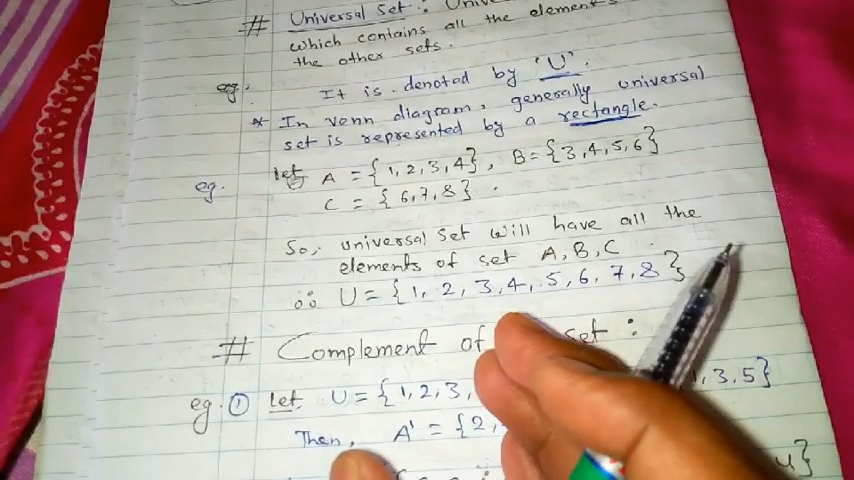 # Universal Set : Univ
which contains all the elements
the other sets.
eg: It is denoted by 'U'.
* In venn diagram, generally universal
set is represented by a rectangle.
eg. let A = {1,2,3,4}, B = {3,4,5,6}
C = {6,7,8}.
So, universal set will have all the
elements of set A, B, C
∴ U = {1, 2, 3, 4, 5, 6, 7, 8}
# Complement of set :
eg. ① let U = {1,2,3, 1,3,5}
Then, A' = {2,